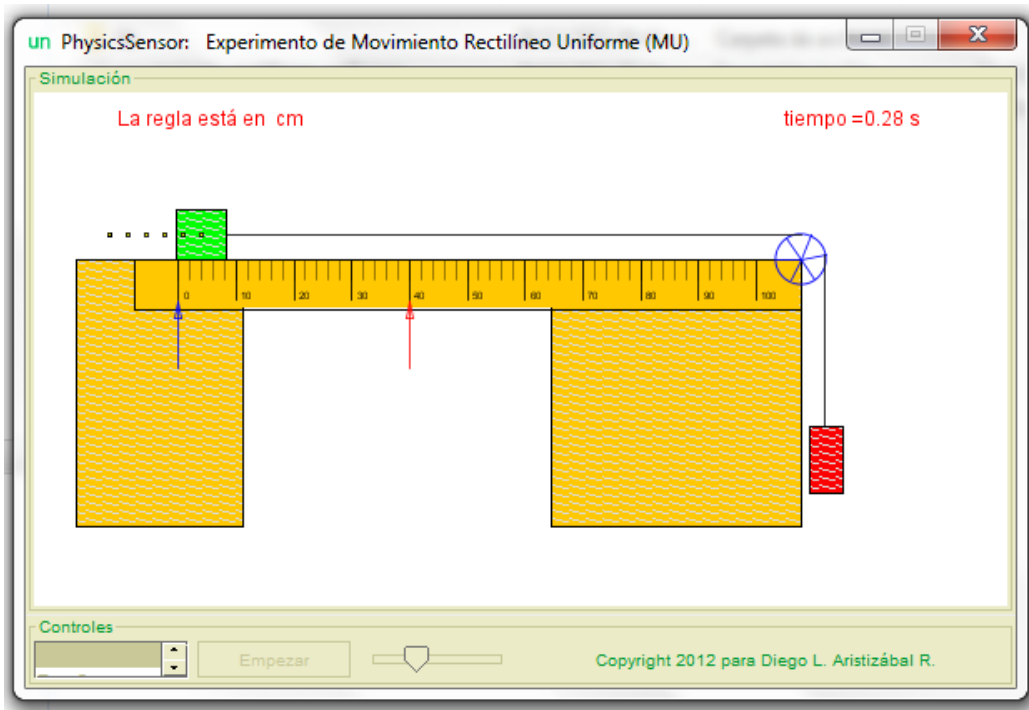 un PhysicsSensor: Experimento de Movimiento Rectilíneo Uniforme (MU)
Simulación
La regla está en cm
tiempo =0.28 s
0 10 20 30 40 50 60 70 80 90 100
Controles
Empezar
Copyright 2012 para Diego L. Aristizábal R.